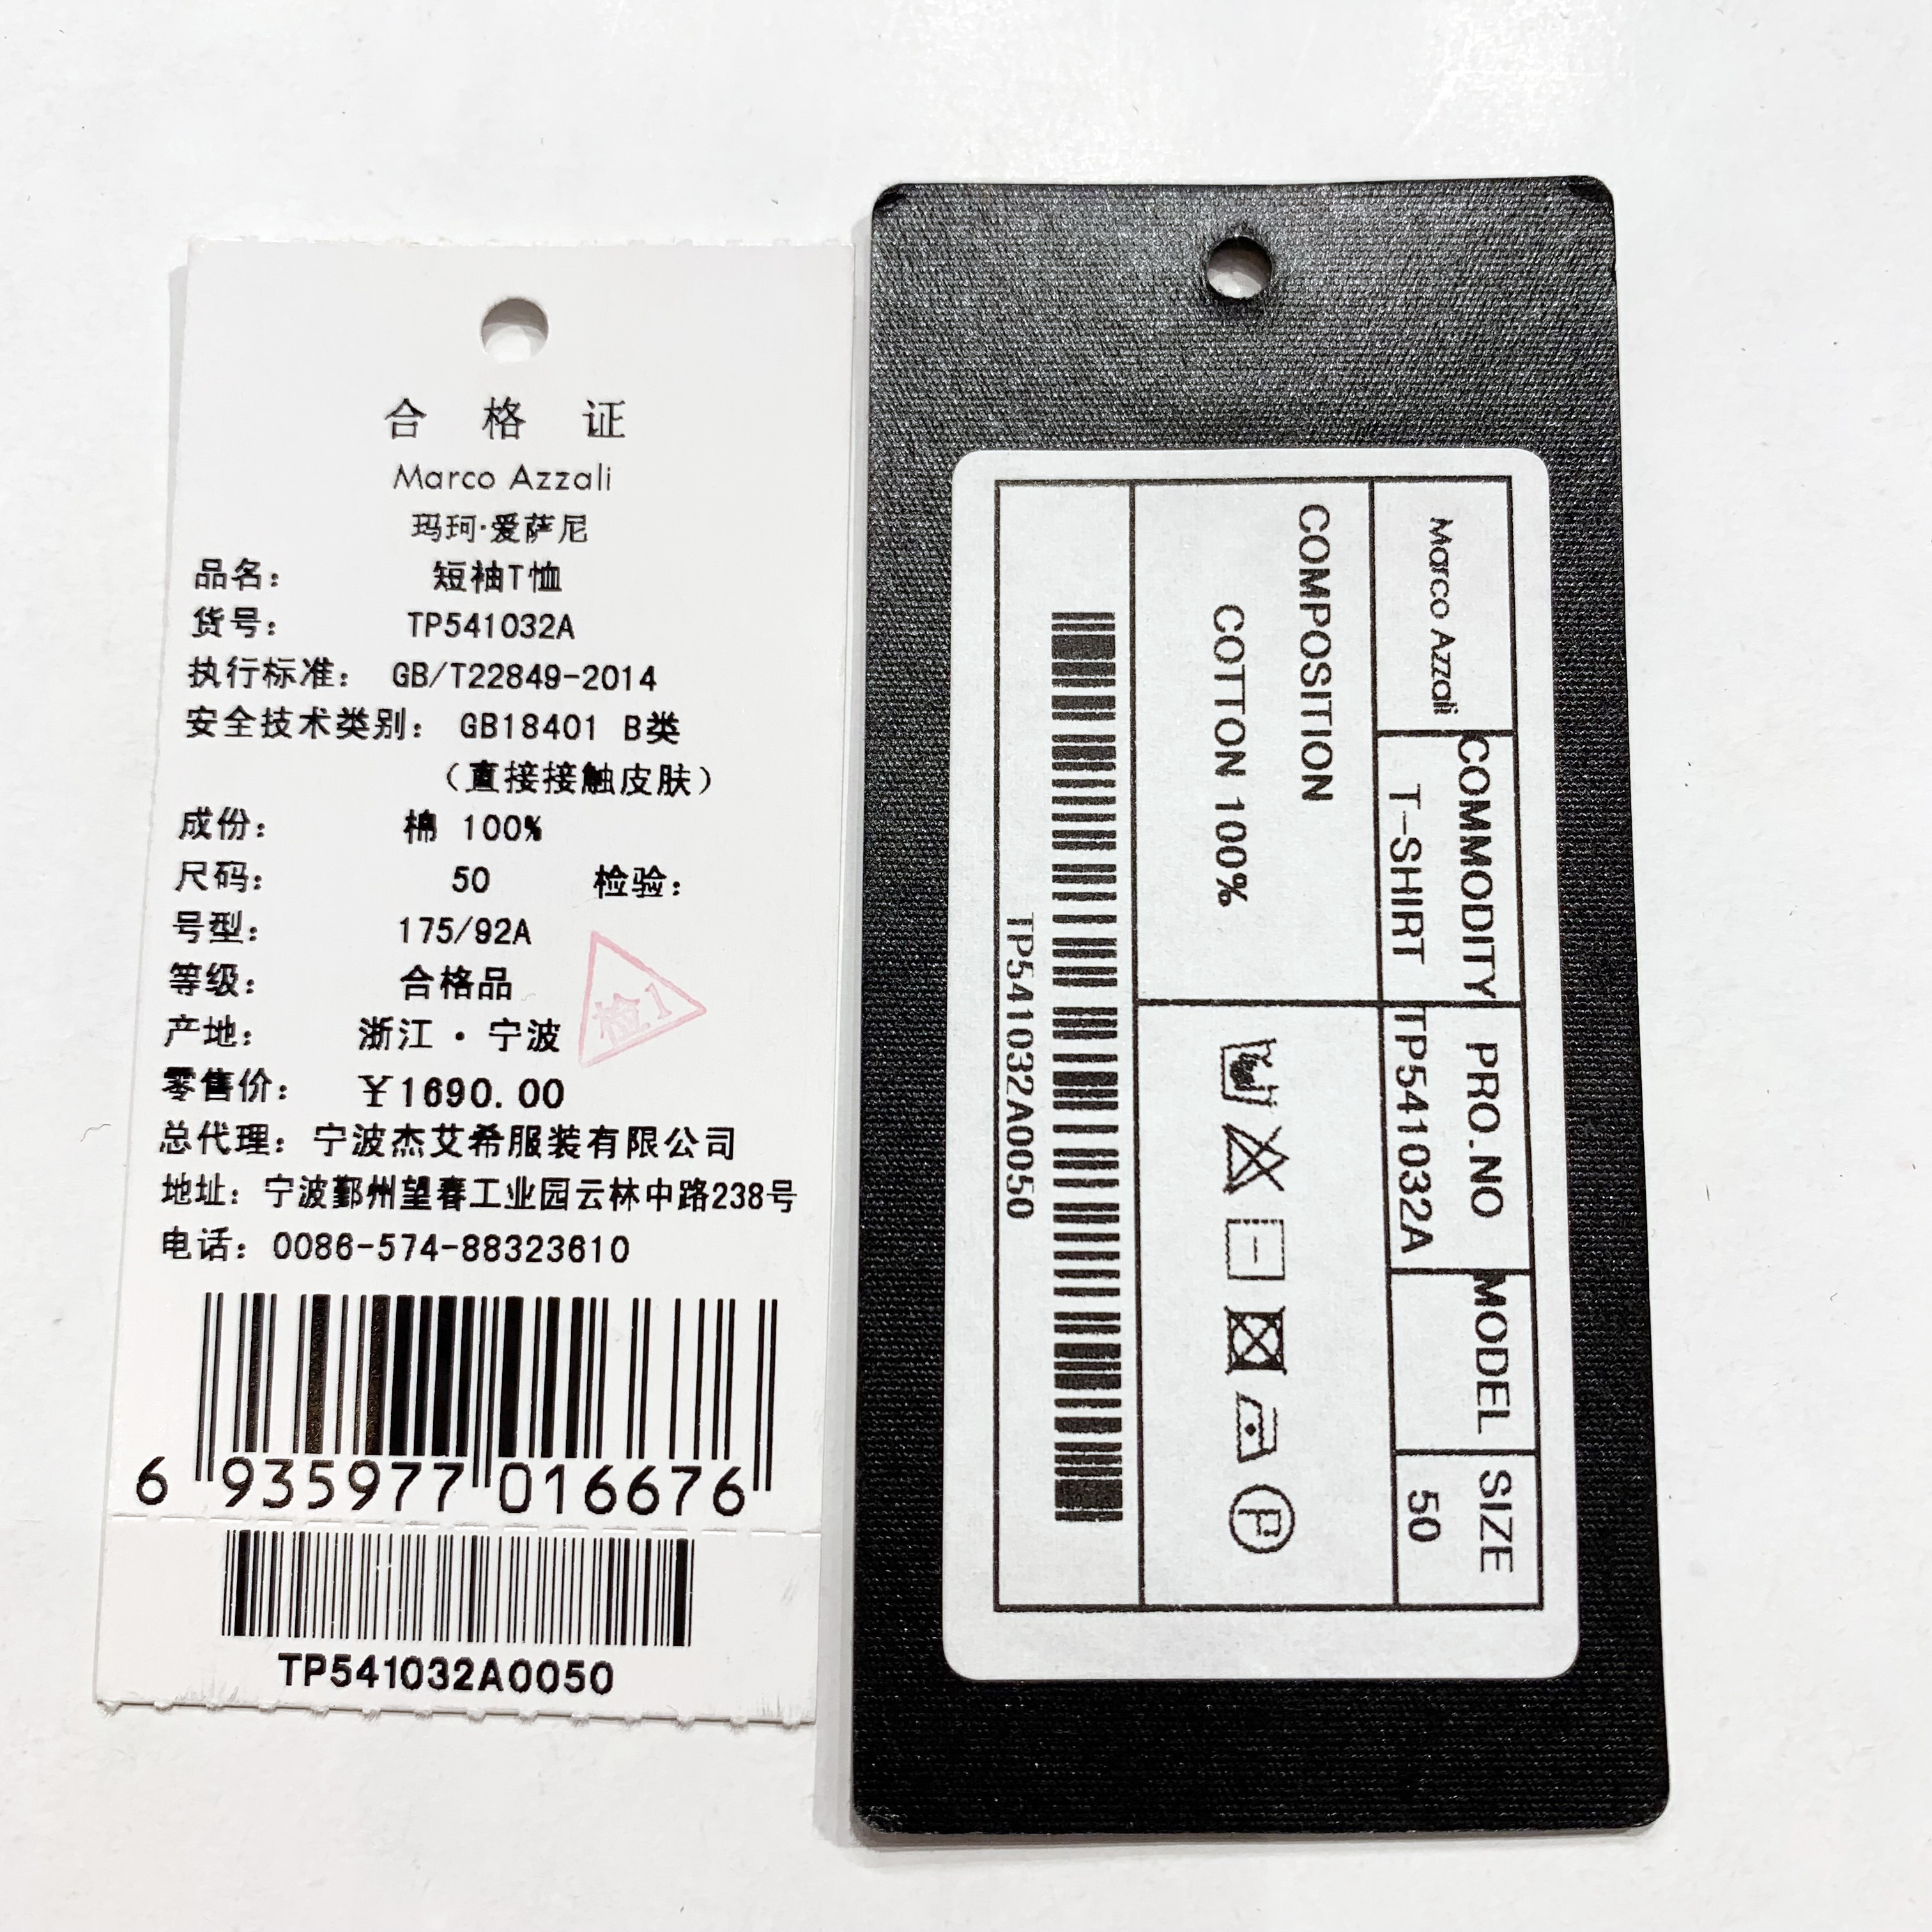 合 格 证
Marco Azzali
玛珂·爱萨尼
品名： 短袖T恤
货号： TP541032A
执行标准： GB/T22849-2014
安全技术类别： GB18401 B类
（直接接触皮肤）
成份： 棉 100%
尺码： 50 检验：
号型： 175/92A
等级： 合格品
检1
产地： 浙江·宁波
零售价： ￥1690.00
总代理： 宁波杰艾希服装有限公司
地址： 宁波鄞州望春工业园云林中路238号
电话： 0086-574-88323610
6 935977 016676
TP541032A0050
Marco Azzali
COMMODITY
T-SHIRT
PRO.NO
TP541032A
MODEL
SIZE
50
COMPOSITION
COTTON 100%
P
TP541032A0050